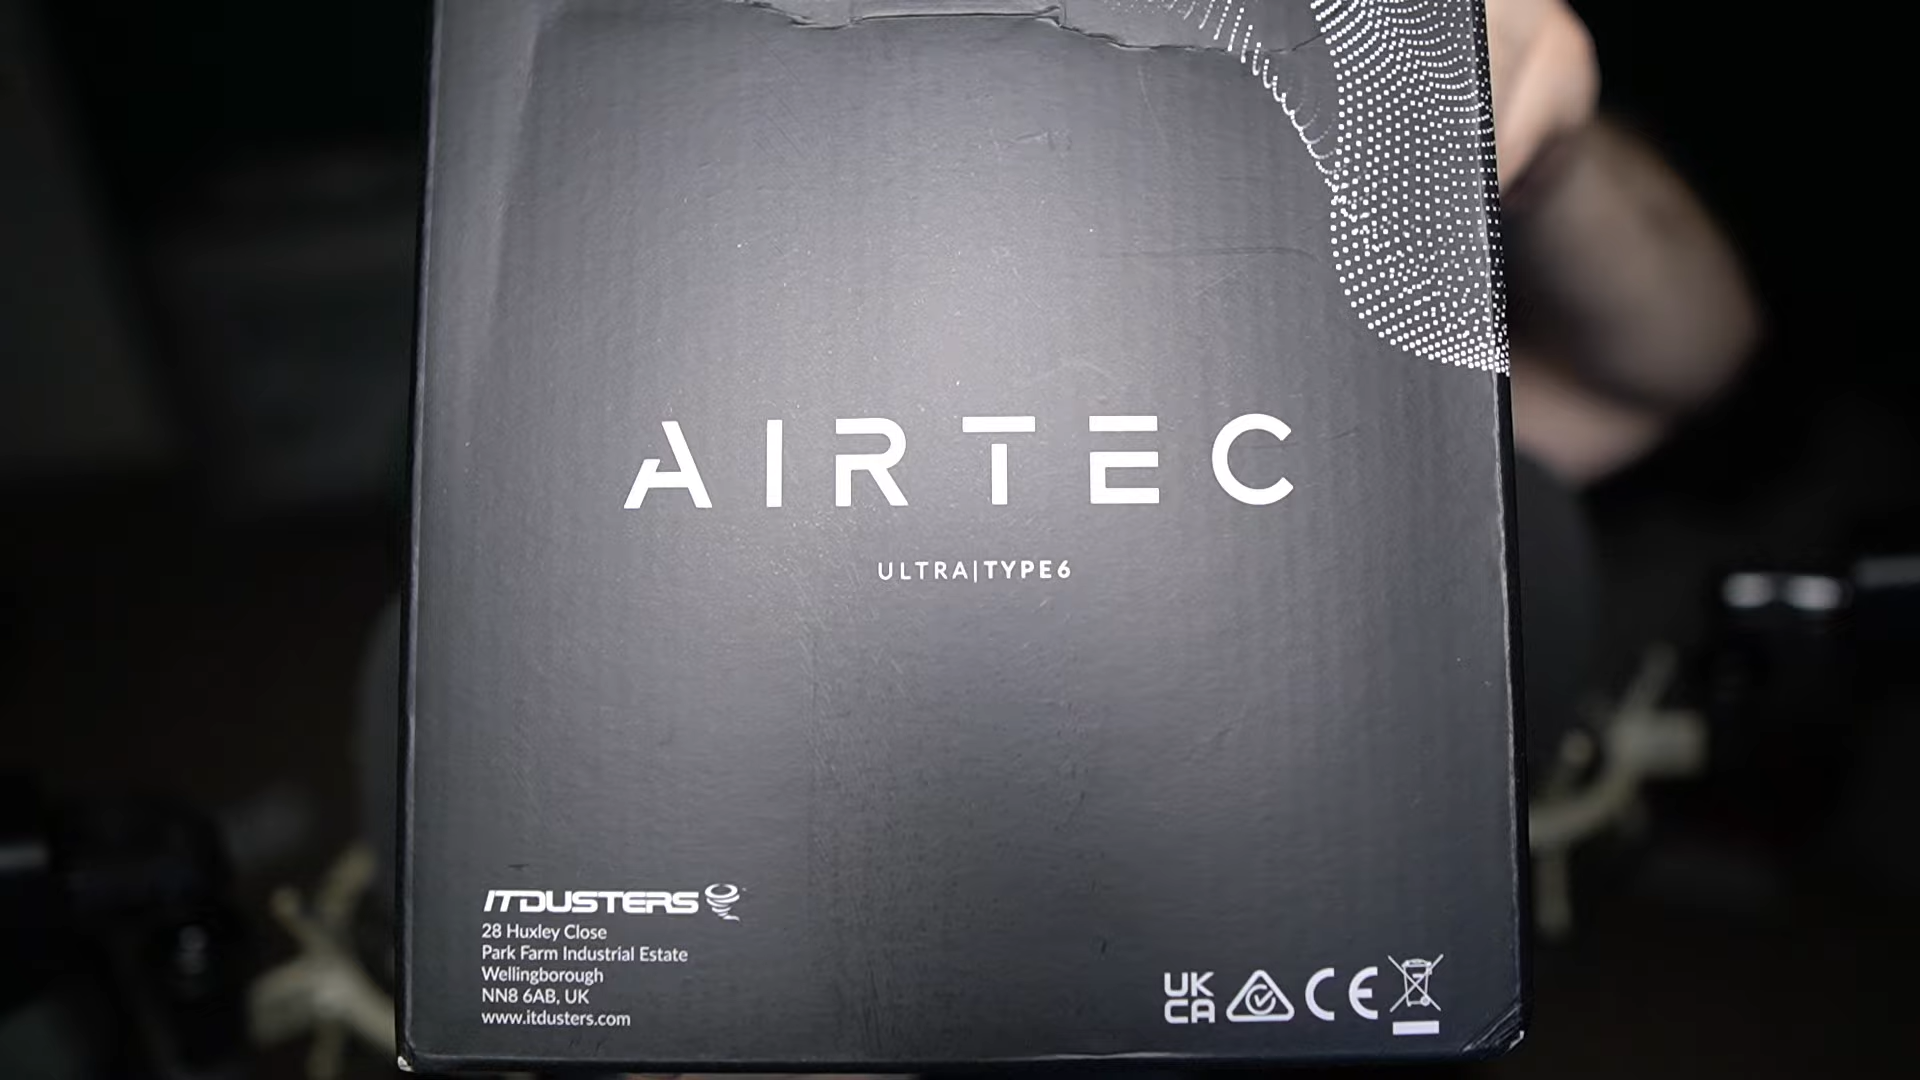 AIRTEC
ULTRA|TYPE6
ITDUSTERS
28 Huxley Close
Park Farm Industrial Estate
Wellingborough
NN8 6AB, UK
www.itdusters.com
UK
CA
CE